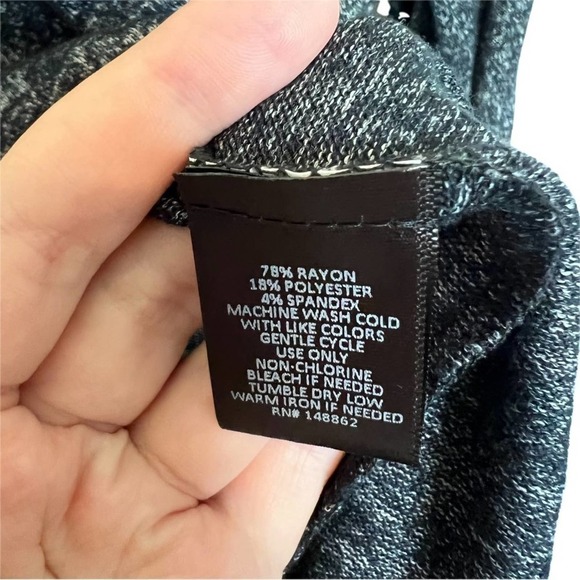 78% RAYON
18% POLYESTER
4% SPANDEX
MACHINE WASH COLD
WITH LIKE COLORS
GENTLE CYCLE
USE ONLY
NON-CHLORINE
BLEACH IF NEEDED
TUMBLE DRY LOW
WARM IRON IF NEEDED
RN# 148862